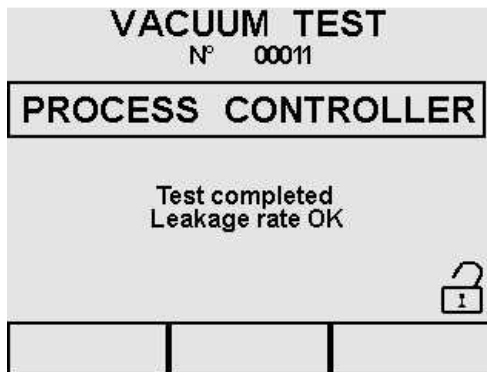 VACUUM TEST
N° 00011
PROCESS CONTROLLER
Test completed
Leakage rate OK